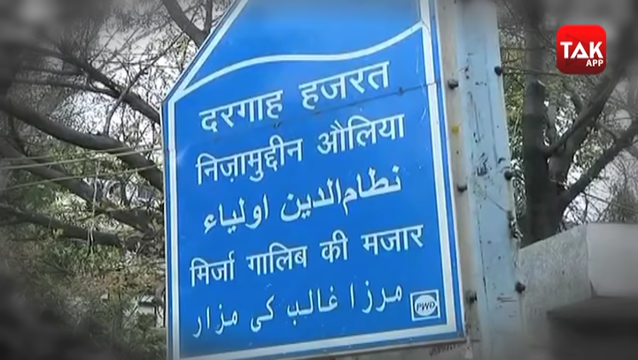 TAK
APP
दरगाह हजरत
निज़ामुद्दीन औलिया
نظام الدین اولیاء
मिर्जा गालिब की मजार
مرزا غالب کی مزار
PWD